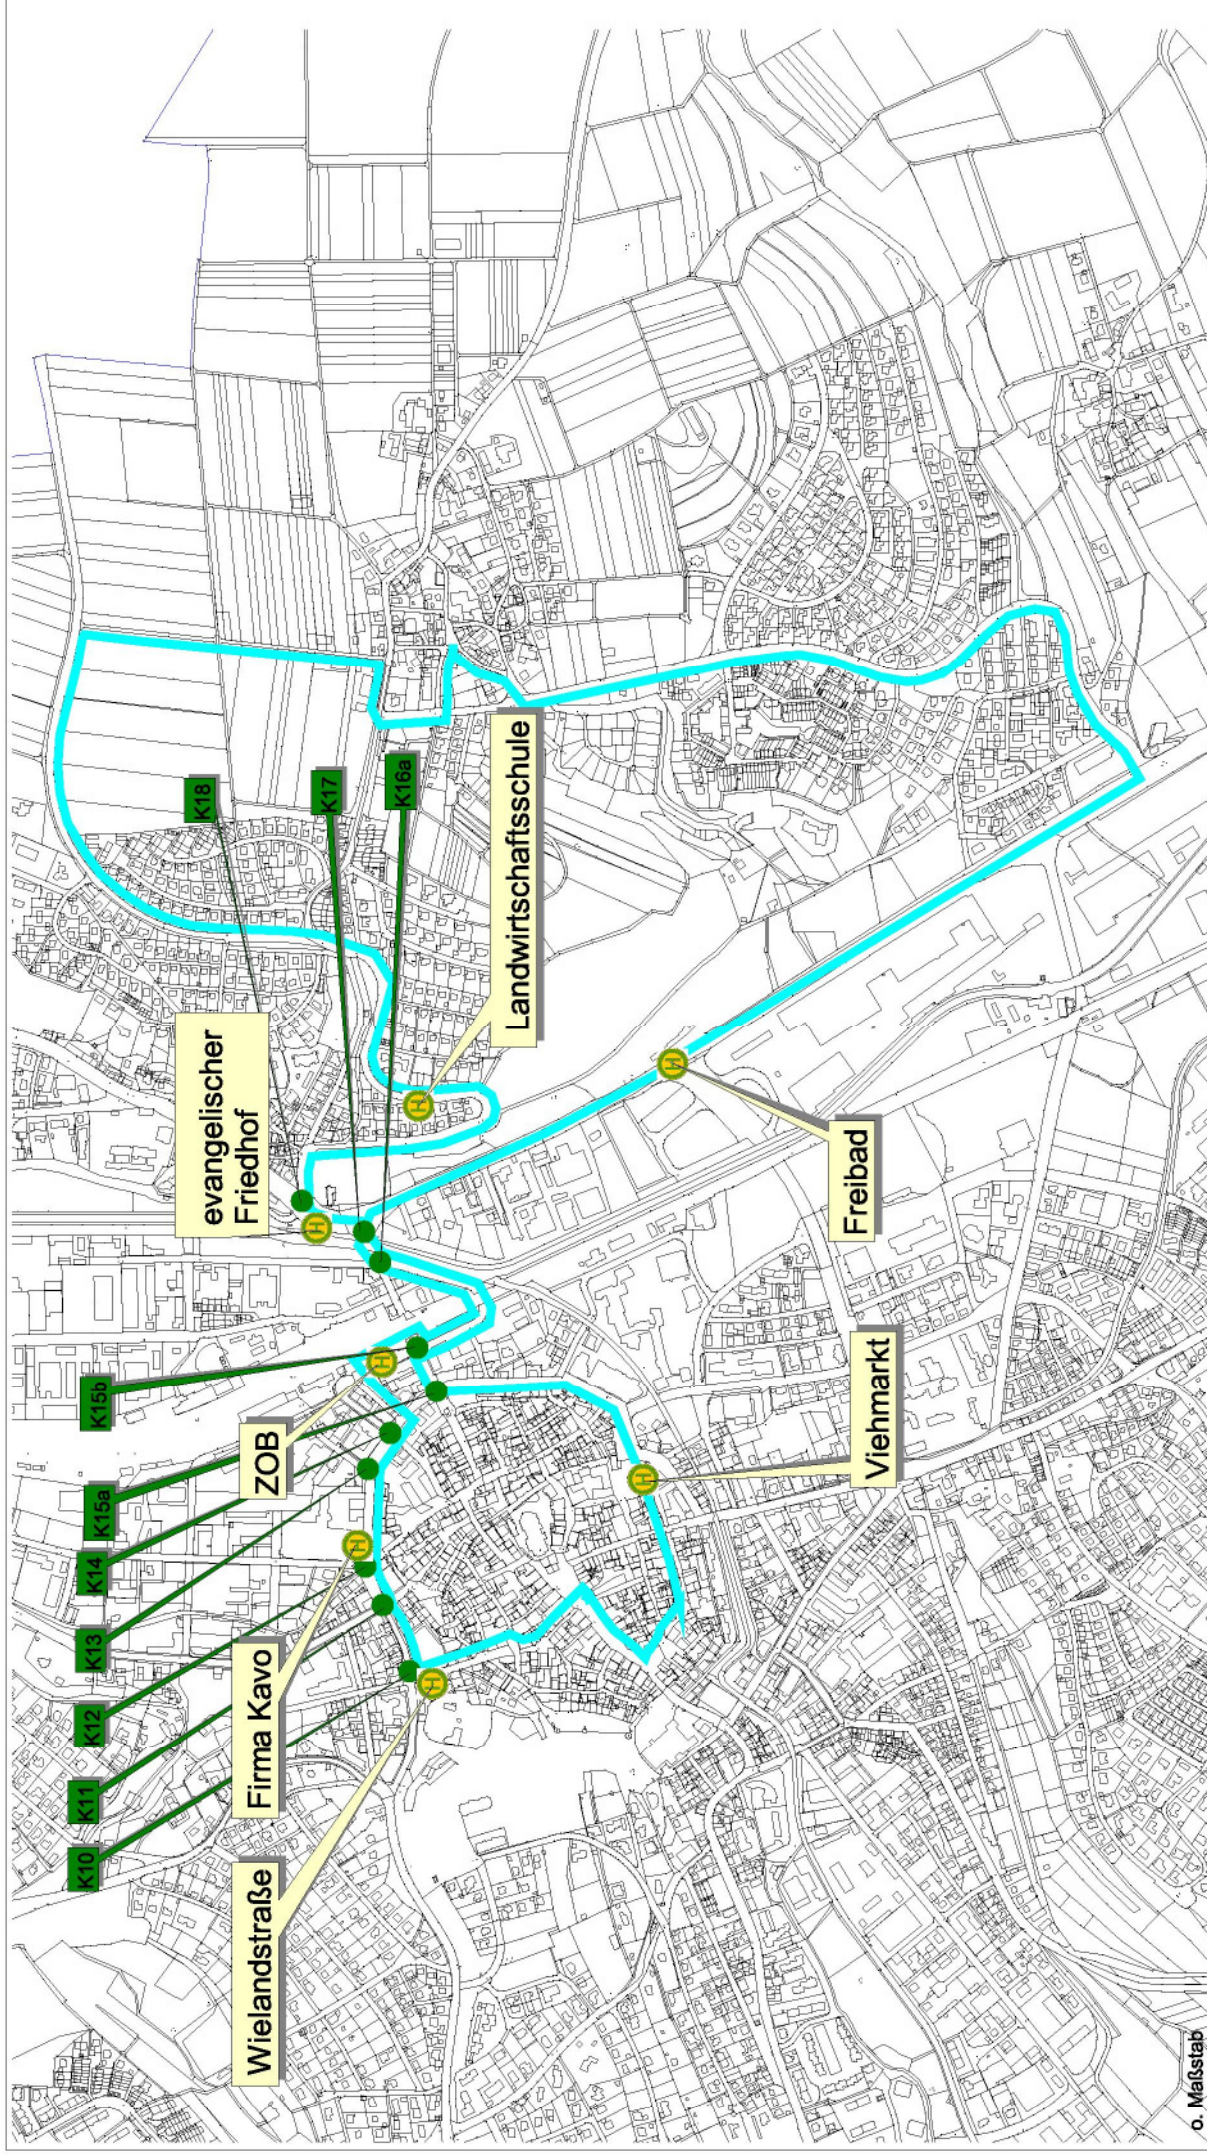 K10
K11
K12
K13
K14
K15a
K15b
K18
K17
K16a
Wielandstraße
Firma Kavo
ZOB
evangelischer
Friedhof
Landwirtschaftsschule
Viehmarkt
Freibad
H
H
H
H
H
H
H
o. Maßstab